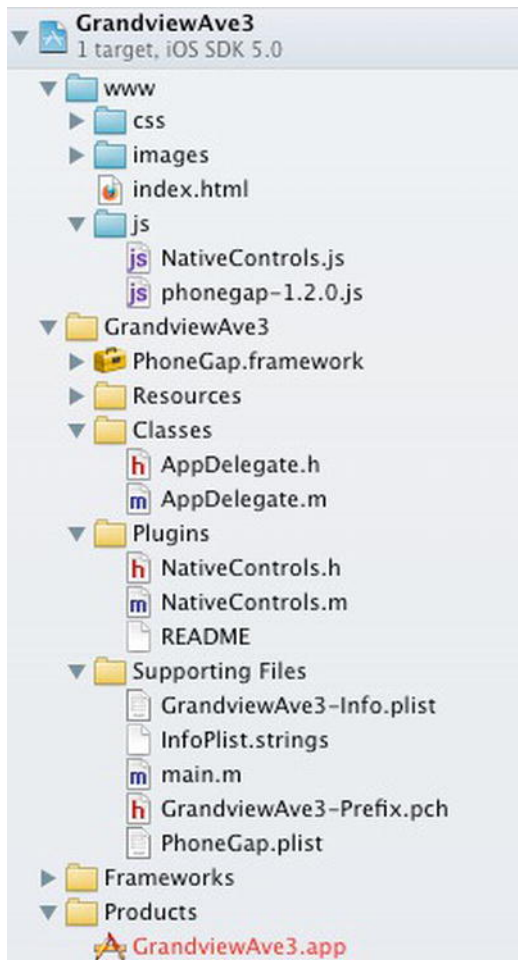 GrandviewAve3
1 target, iOS SDK 5.0
www
css
images
index.html
js
js NativeControls.js
js phonegap-1.2.0.js
GrandviewAve3
PhoneGap.framework
Resources
Classes
h AppDelegate.h
m AppDelegate.m
Plugins
h NativeControls.h
m NativeControls.m
README
Supporting Files
GrandviewAve3-Info.plist
InfoPlist.strings
m main.m
h GrandviewAve3-Prefix.pch
PhoneGap.plist
Frameworks
Products
GrandviewAve3.app